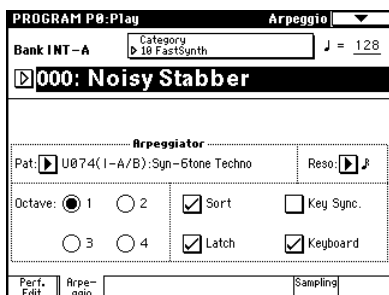 PROGRAM P0:Play Arpeggio
Bank INT-A Category 10 FastSynth ♩ = 128
000: Noisy Stabber
Arpeggiator
Pat: U074(I-A/B):Syn-6tone Techno Reso: ♪
Octave: 1 2 Sort Key Sync.
3 4 Latch Keyboard
Perf. Edit Arpe- ggio Sampling